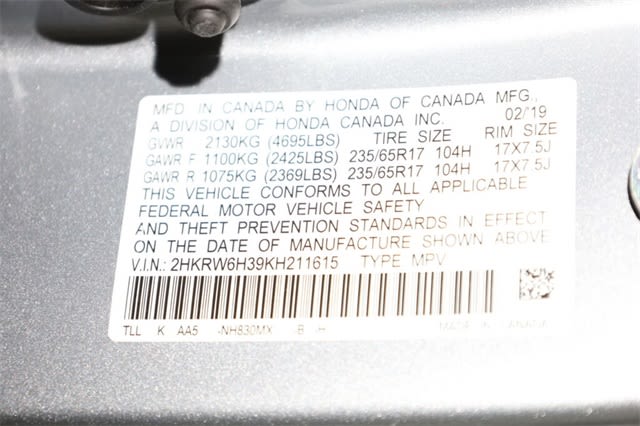 MFD. IN CANADA BY HONDA OF CANADA MFG.,
A DIVISION OF HONDA CANADA INC. 02/'19
GVWR 2130KG (4695LBS) TIRE SIZE RIM SIZE
GAWR F 1100KG (2425LBS) 235/65R17 104H 17X7.5J
GAWR R 1075KG (2369LBS) 235/65R17 104H 17X7.5J
THIS VEHICLE CONFORMS TO ALL APPLICABLE
FEDERAL MOTOR VEHICLE SAFETY
AND THEFT PREVENTION STANDARDS IN EFFECT
ON THE DATE OF MANUFACTURE SHOWN ABOVE
V.I.N.: 2HKRW6H39KH211615 TYPE MPV
TLL K AA5 -NH830MX -B -H MADE IN CANADA